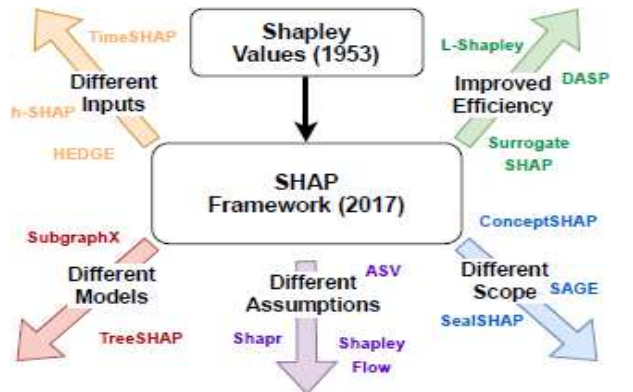 Shapley
Values (1953)
TimeSHAP
Different
Inputs
h-SHAP
HEDGE
L-Shapley
Improved
Efficiency
DASP
Surrogate
SHAP
SHAP
Framework (2017)
SubgraphX
Different
Models
TreeSHAP
Different
Assumptions
ASV
Shapr
Shapley
Flow
ConceptSHAP
Different
Scope
SAGE
SealSHAP